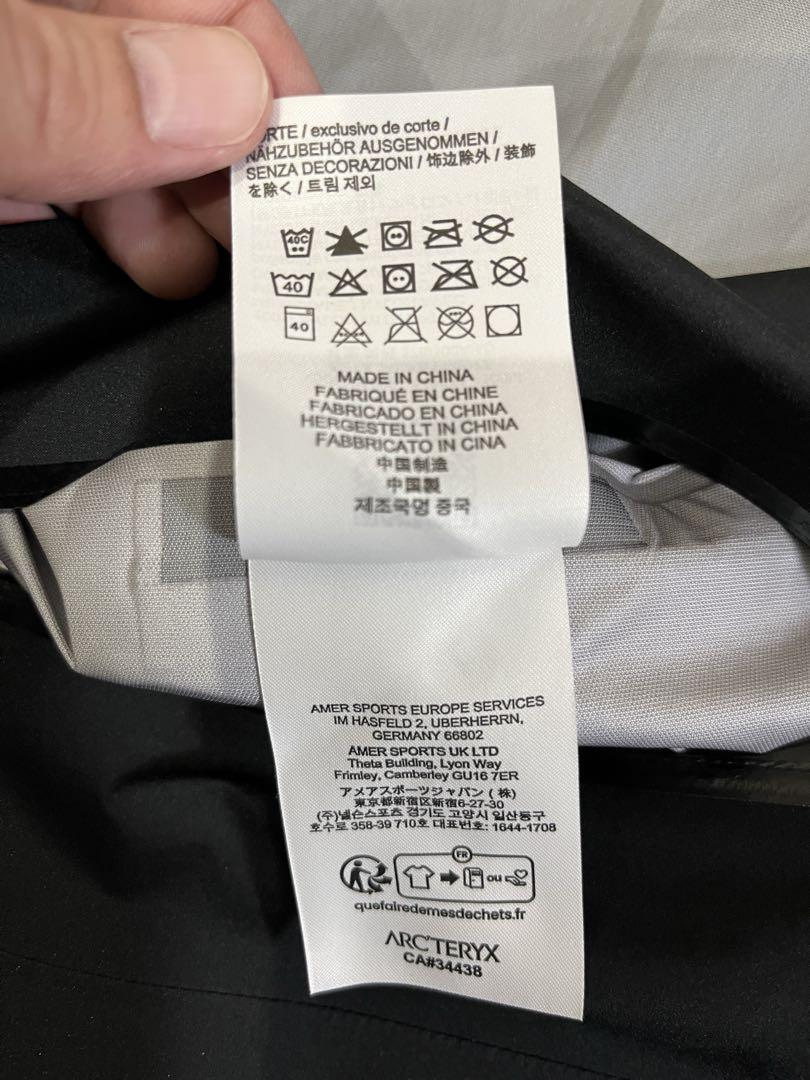 ORTE / exclusivo de corte /
NÄHZUBEHÖR AUSGENOMMEN /
SENZA DECORAZIONI / 饰边除外 / 装飾
を除く / 트림 제외
40C
40
40
MADE IN CHINA
FABRIQUÉ EN CHINE
FABRICADO EN CHINA
HERGESTELLT IN CHINA
FABBRICATO IN CINA
中国制造
中国製
제조국명 중국
AMER SPORTS EUROPE SERVICES
IM HASFELD 2, UBERHERRN,
GERMANY 66802
AMER SPORTS UK LTD
Theta Building, Lyon Way
Frimley, Camberley GU16 7ER
アメアスポーツジャパン (株)
東京都新宿区新宿6-27-30
(주)넬슨스포츠 경기도 고양시 일산동구
호수로 358-39 710호 대표번호: 1644-1708
FR
ou
quefairedemesdechets.fr
ARC'TERYX
CA#34438